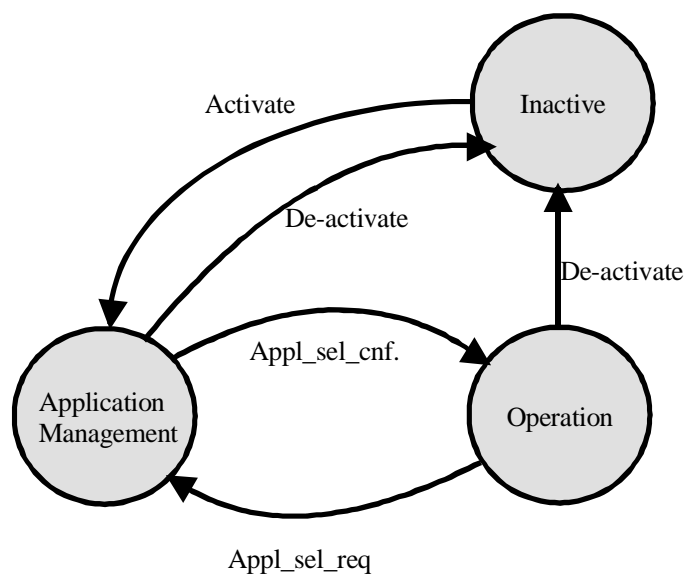 Activate
Inactive
De-activate
De-activate
Appl_sel_cnf.
Application
Management
Operation
Appl_sel_req